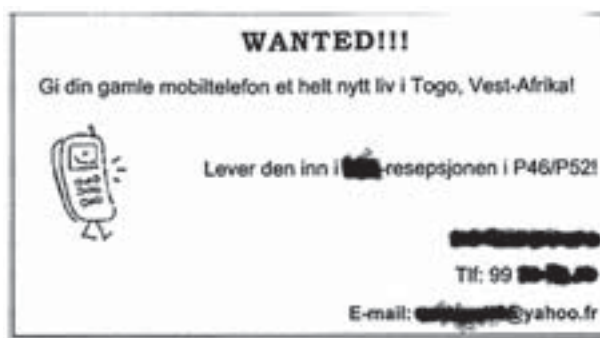 WANTED!!!
Gi din gamle mobiltelefon et helt nytt liv i Togo, Vest-Afrika!
Lever den inn i -resepsjonen i P46/P52!
Tlf: 99
E-mail: @yahoo.fr